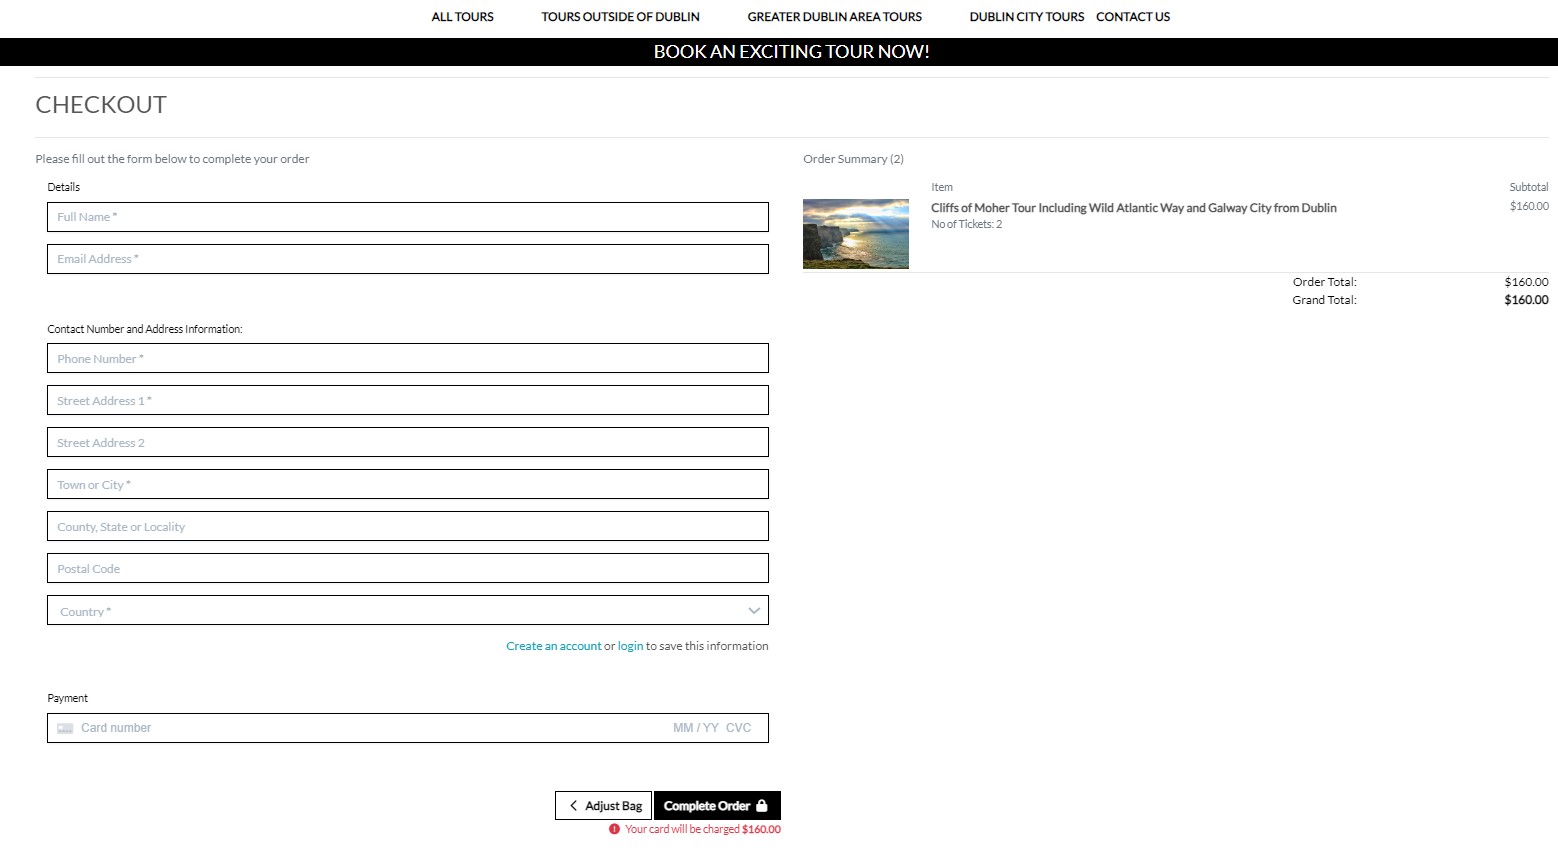 ALL TOURS TOURS OUTSIDE OF DUBLIN GREATER DUBLIN AREA TOURS DUBLIN CITY TOURS CONTACT US
BOOK AN EXCITING TOUR NOW!
CHECKOUT
Please fill out the form below to complete your order
Details
Full Name *
Email Address *
Contact Number and Address Information:
Phone Number *
Street Address 1 *
Street Address 2
Town or City *
County, State or Locality
Postal Code
Country *
Create an account or login to save this information
Payment
Card number MM / YY CVC
Adjust Bag Complete Order
Your card will be charged $160.00
Order Summary (2)
Item Subtotal
Cliffs of Moher Tour Including Wild Atlantic Way and Galway City from Dublin $160.00
No of Tickets: 2
Order Total: $160.00
Grand Total: $160.00